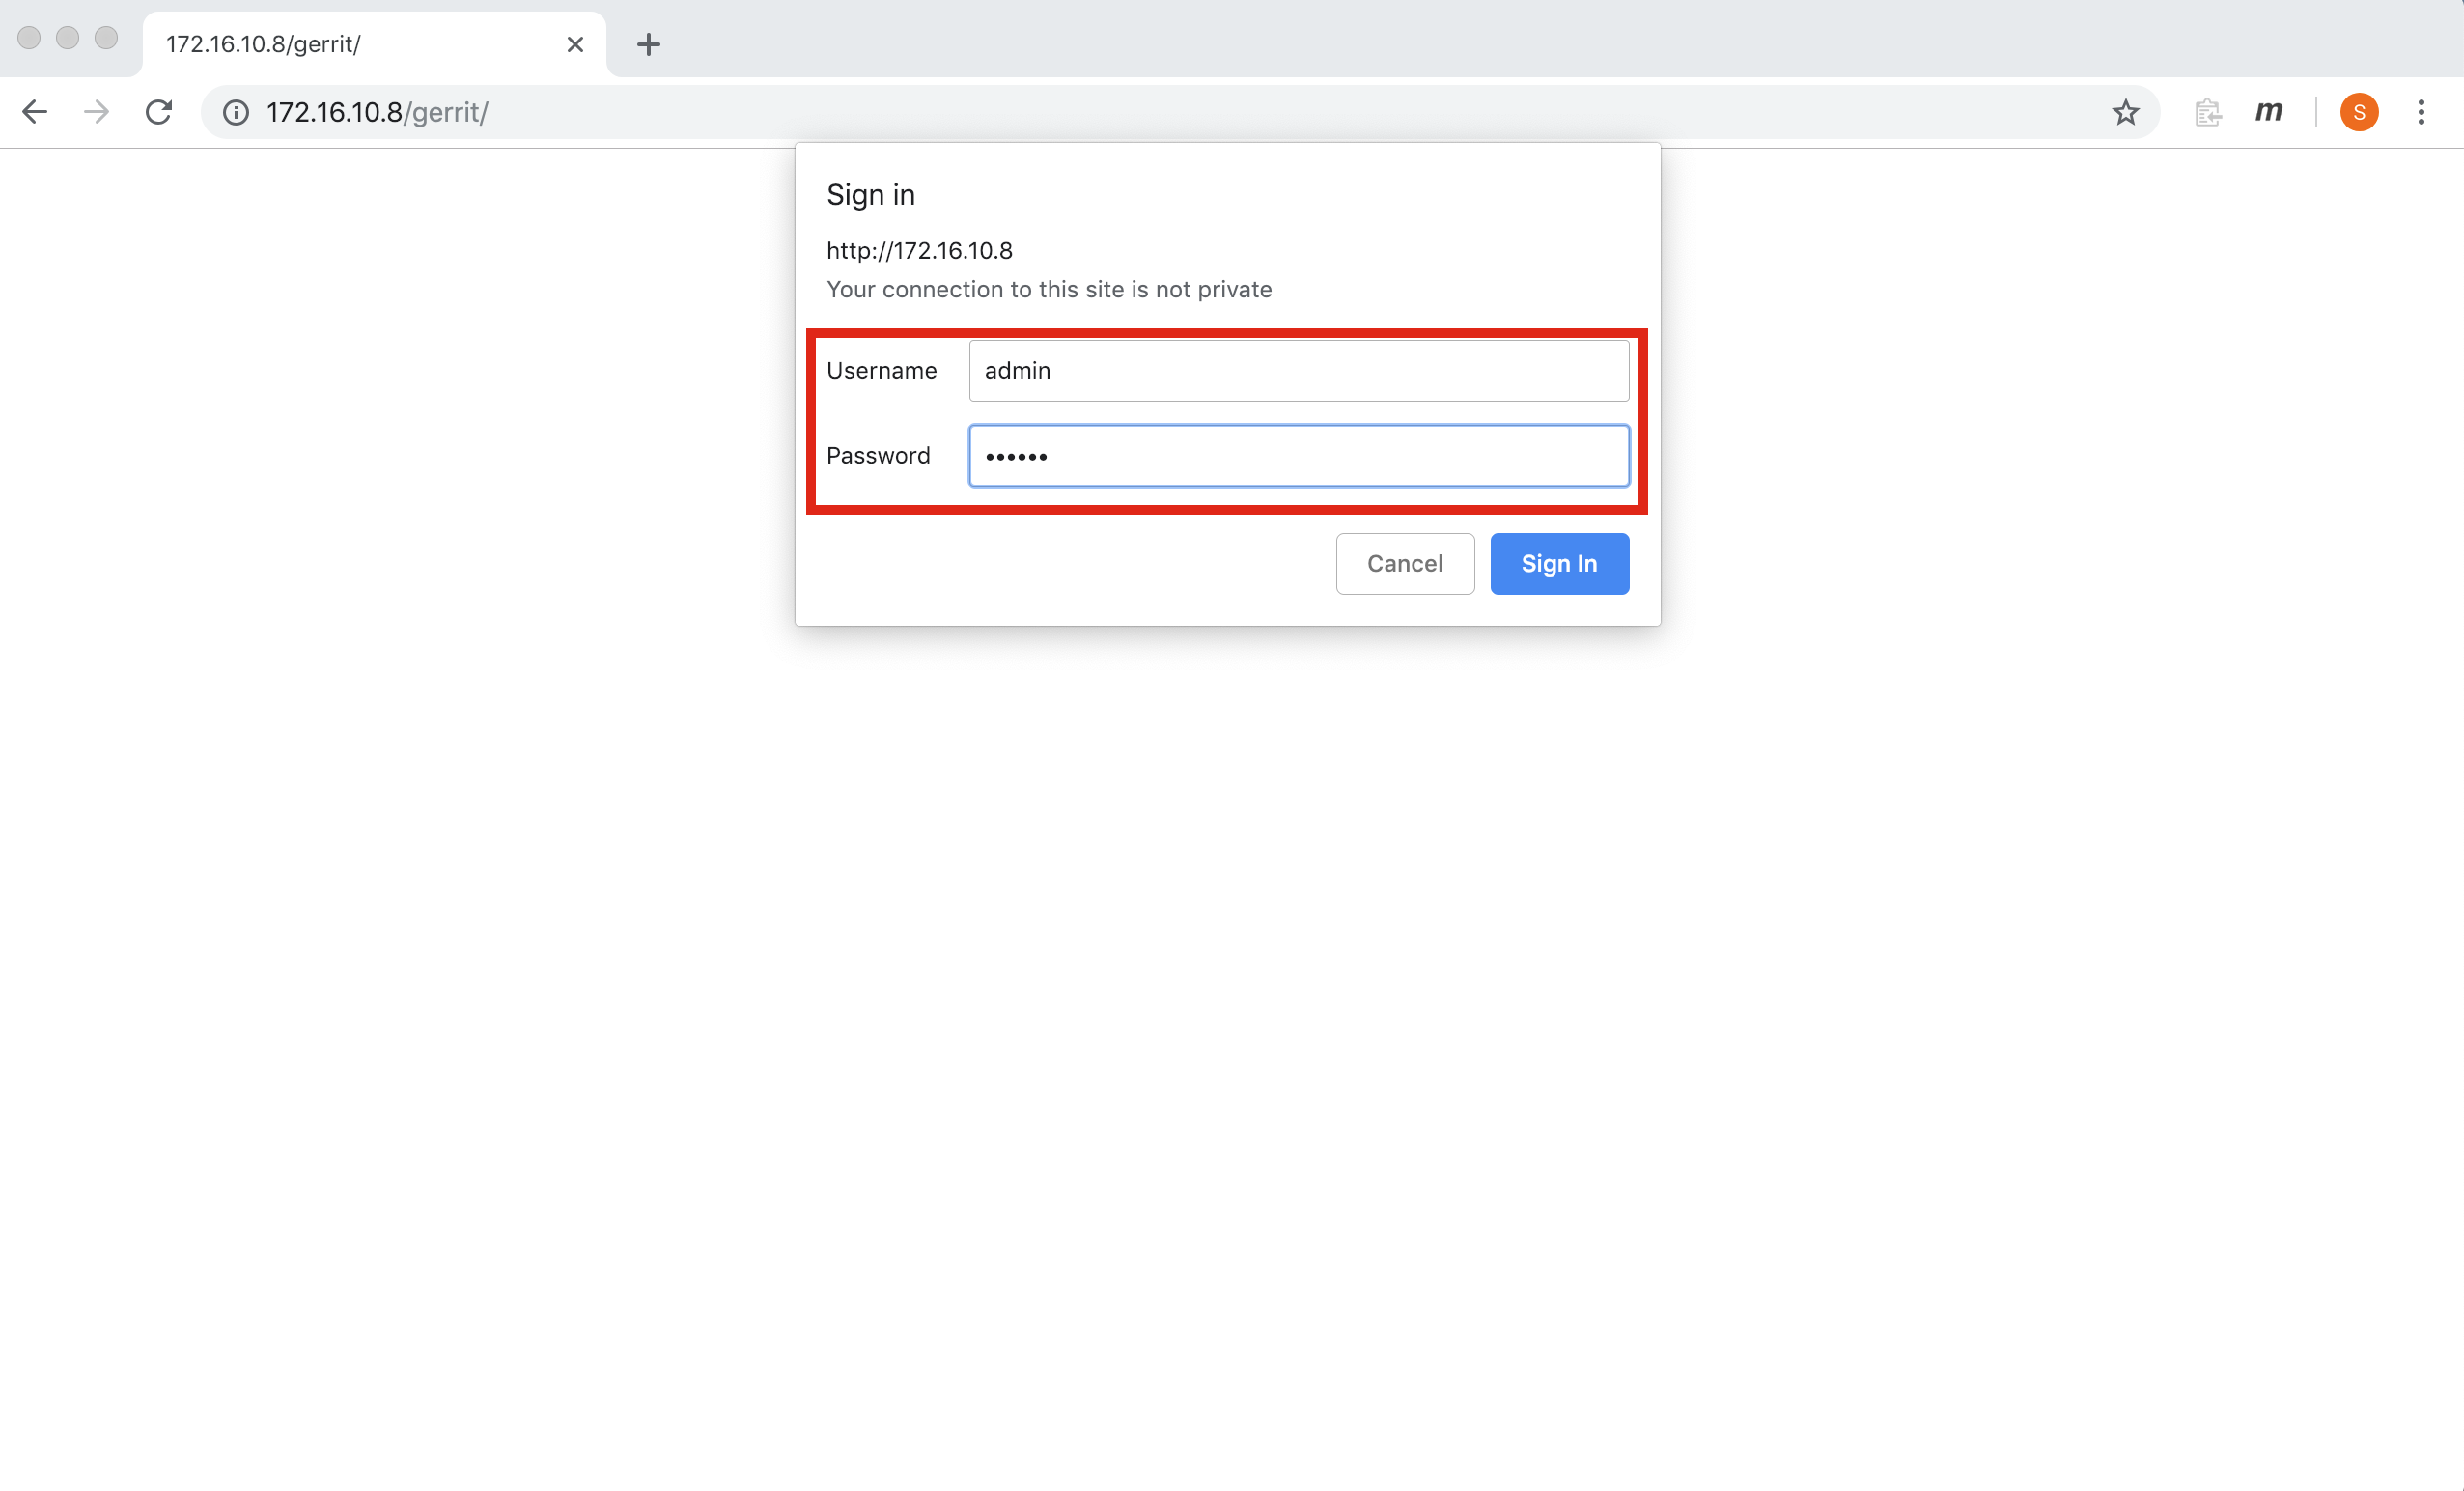 172.16.10.8/gerrit/
172.16.10.8/gerrit/
m
S
Sign in
http://172.16.10.8
Your connection to this site is not private
Username admin
Password ••••••
Cancel Sign In